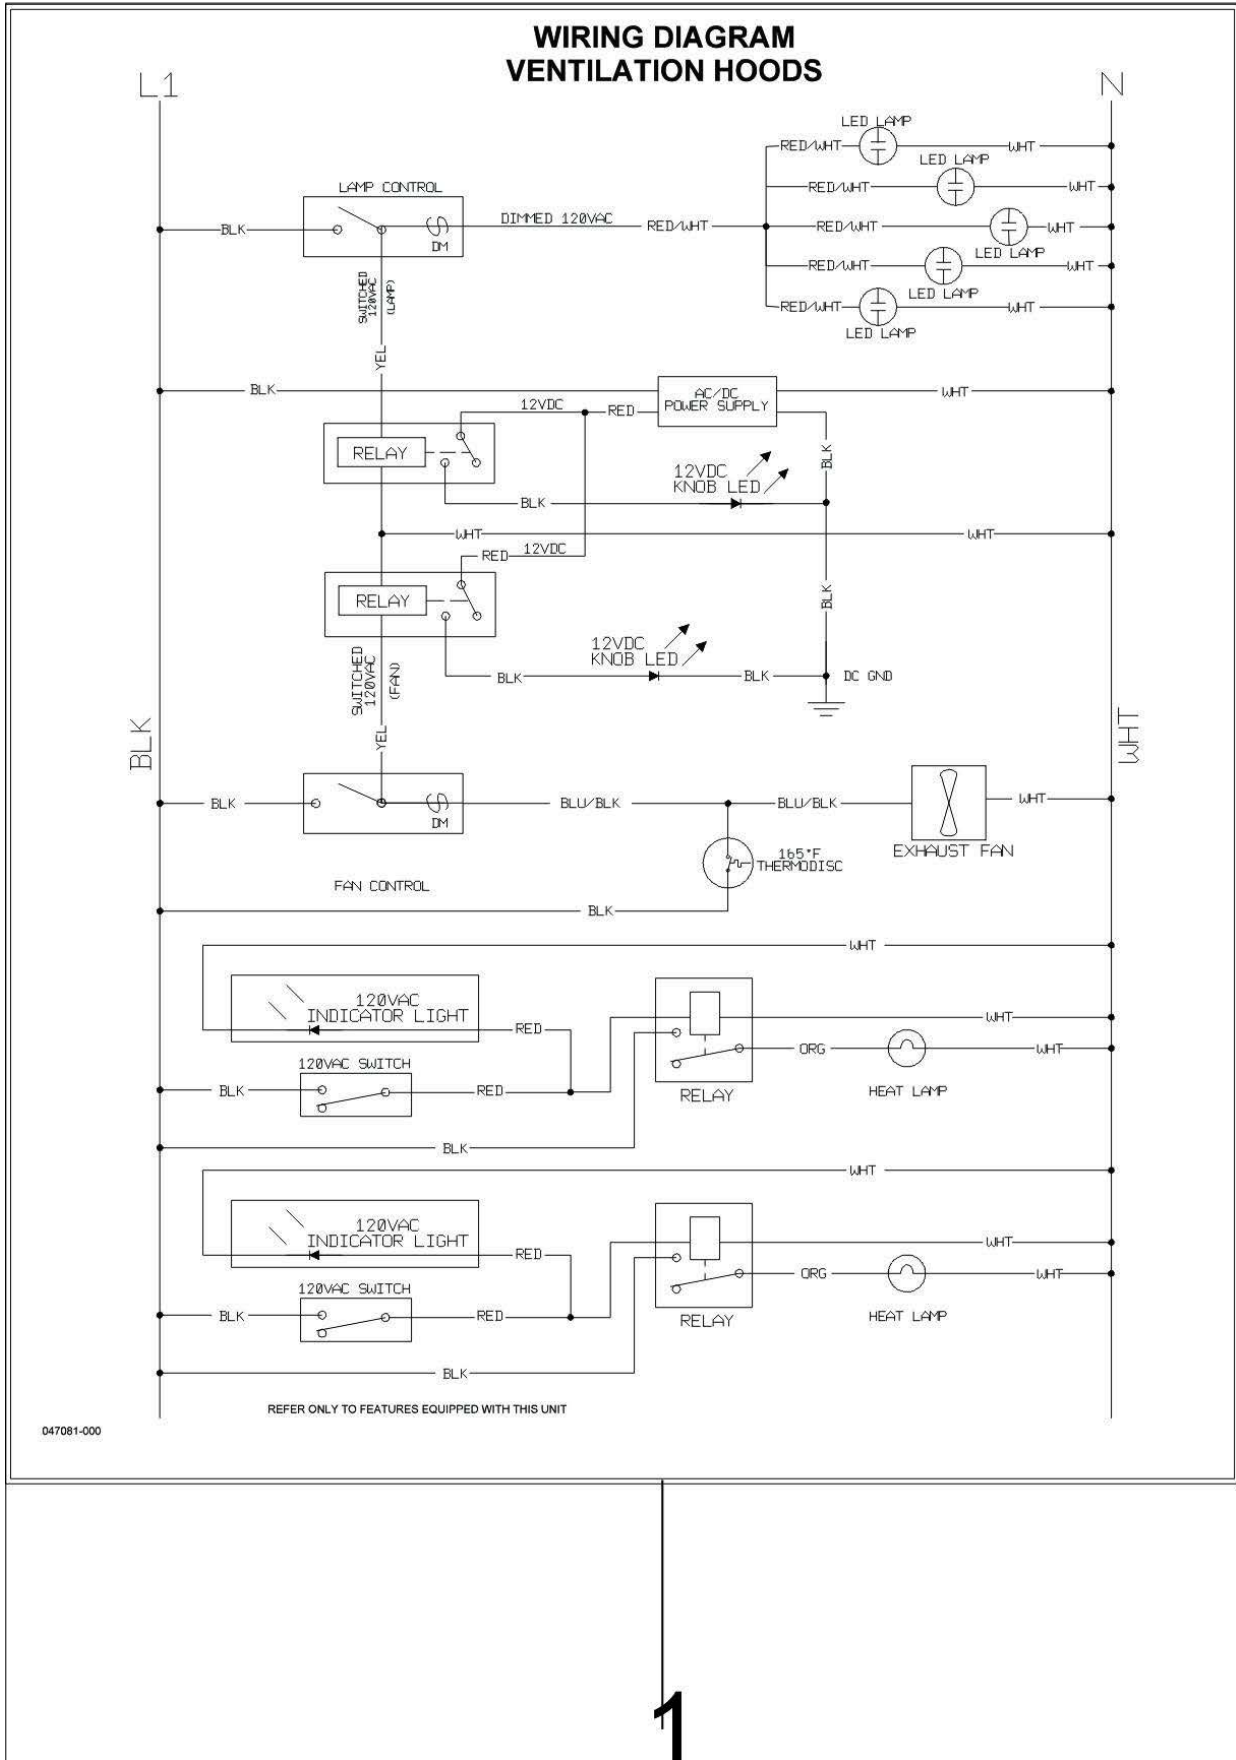 WIRING DIAGRAM
VENTILATION HOODS
L1
N
LED LAMP
RED/WHT
WHT
LED LAMP
RED/WHT
WHT
LAMP CONTROL
BLK
DM
DIMMED 120VAC
RED/WHT
RED/WHT
WHT
LED LAMP
RED/WHT
WHT
LED LAMP
RED/WHT
WHT
LED LAMP
SWITCHED
120VAC
(LAMP)
YEL
BLK
AC/DC
POWER SUPPLY
WHT
12VDC
RED
RELAY
BLK
12VDC
KNOB LED
BLK
WHT
WHT
RED
12VDC
RELAY
BLK
12VDC
KNOB LED
BLK
BLK
DC GND
SWITCHED
120VAC
(FAN)
YEL
BLK
WHT
BLK
DM
BLU/BLK
BLU/BLK
WHT
EXHAUST FAN
165°F
THERMODISC
FAN CONTROL
BLK
WHT
120VAC
INDICATOR LIGHT
RED
WHT
ORG
WHT
120VAC SWITCH
BLK
RED
RELAY
HEAT LAMP
BLK
WHT
120VAC
INDICATOR LIGHT
RED
WHT
ORG
WHT
120VAC SWITCH
BLK
RED
RELAY
HEAT LAMP
BLK
REFER ONLY TO FEATURES EQUIPPED WITH THIS UNIT
047081-000
1